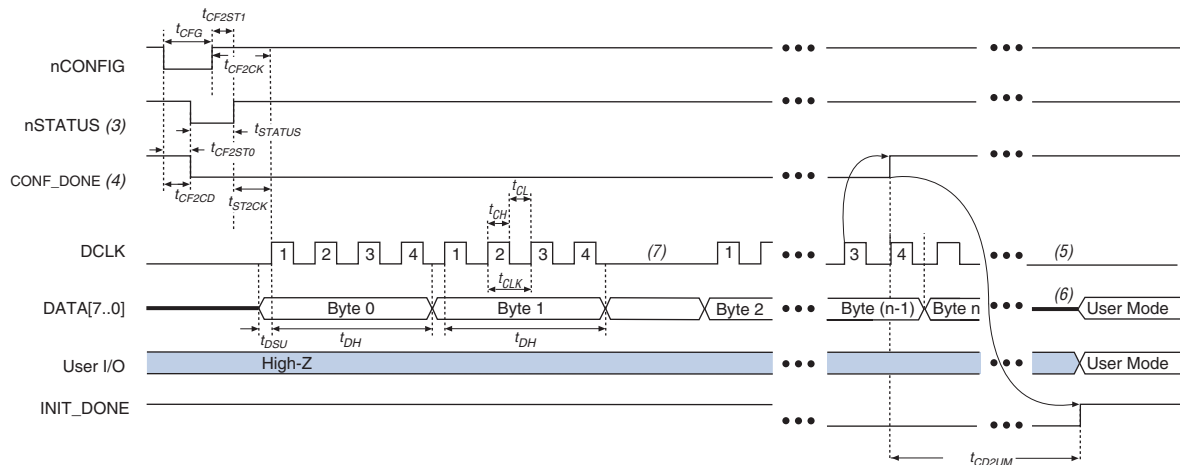 tCF2ST1
tCFG
nCONFIG
tCF2CK
nSTATUS (3)
tSTATUS
tCF2ST0
CONF_DONE (4)
tCF2CD
tST2CK
tCL
tCH
DCLK
1 2 3 4 1 2 3 4 (7) 1 3 4 (5)
tCLK
DATA[7..0]
Byte 0 Byte 1 Byte 2 Byte (n-1) Byte n (6) User Mode
tDSU tDH tDH
User I/O High-Z User Mode
INIT_DONE
tCD2UM